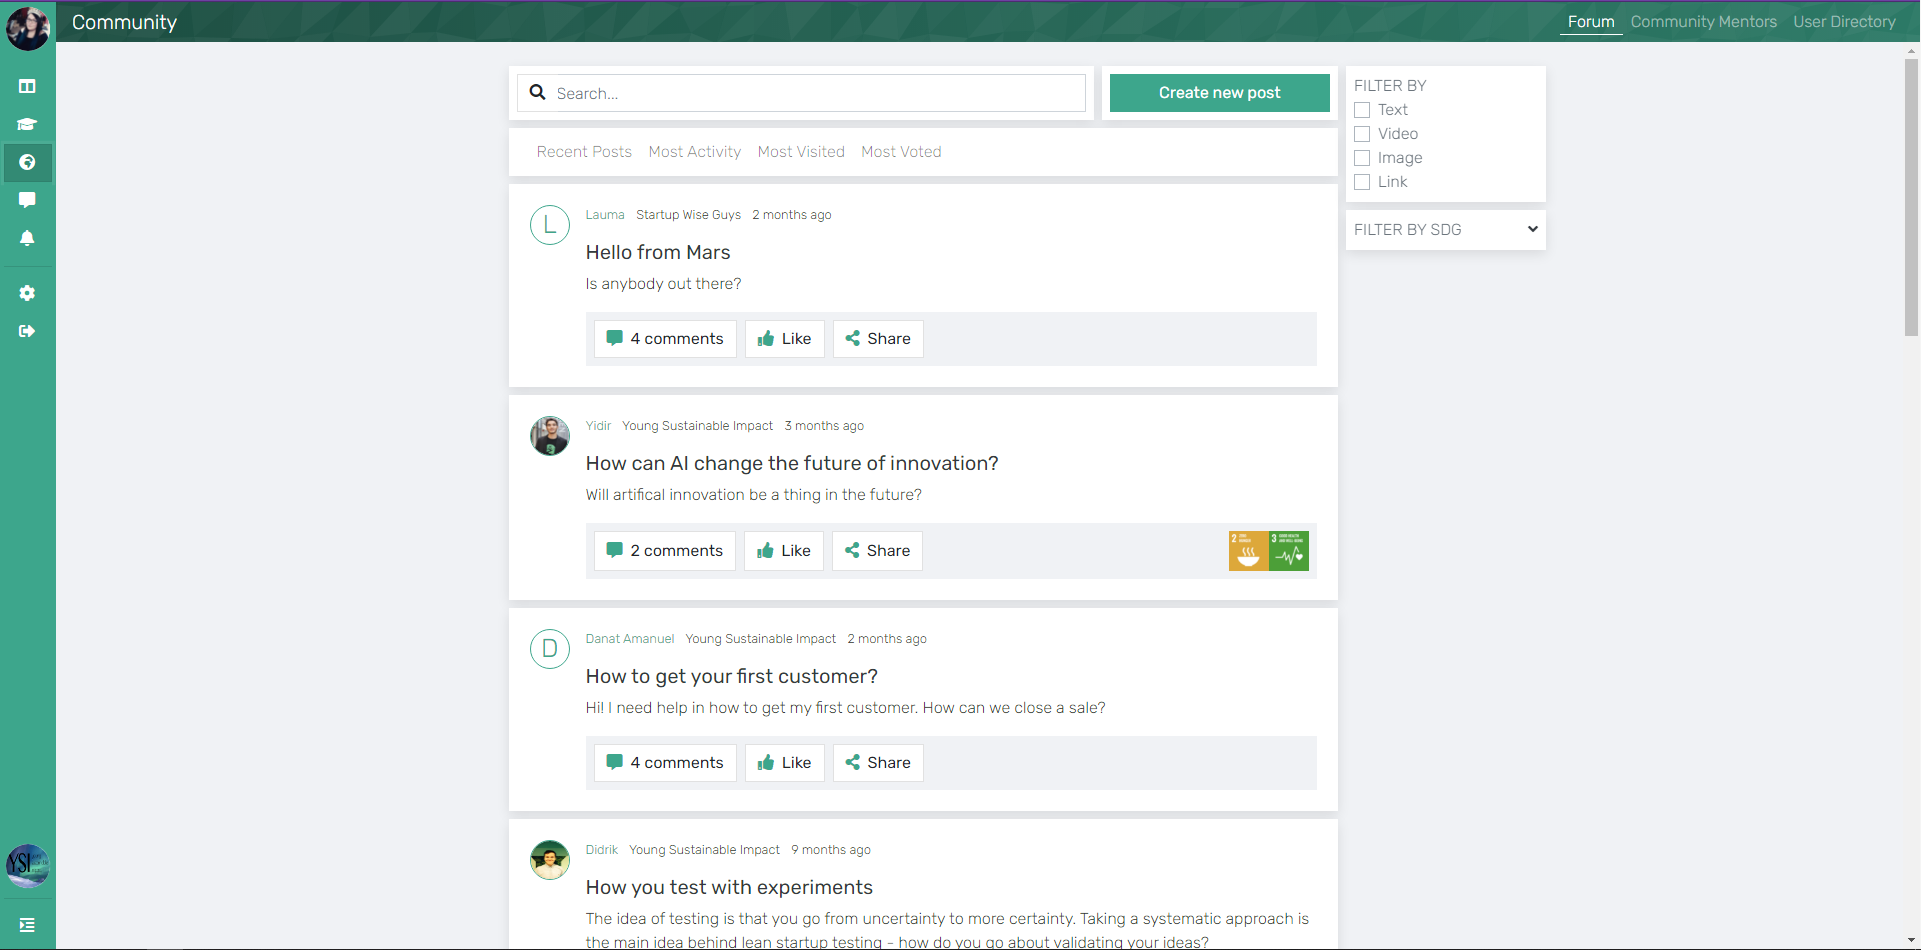 Community
Forum
Community Mentors
User Directory
Search...
Create new post
FILTER BY
Text
Video
Image
Link
FILTER BY SDG
Recent Posts
Most Activity
Most Visited
Most Voted
L
Lauma Startup Wise Guys 2 months ago
Hello from Mars
Is anybody out there?
4 comments
Like
Share
Yidir Young Sustainable Impact 3 months ago
How can AI change the future of innovation?
Will artifical innovation be a thing in the future?
2 comments
Like
Share
2
3
D
Danat Amanuel Young Sustainable Impact 2 months ago
How to get your first customer?
Hi! I need help in how to get my first customer. How can we close a sale?
4 comments
Like
Share
Didrik Young Sustainable Impact 9 months ago
How you test with experiments
The idea of testing is that you go from uncertainty to more certainty. Taking a systematic approach is
the main idea behind lean startup testing - how do you go about validating your ideas?
YSI